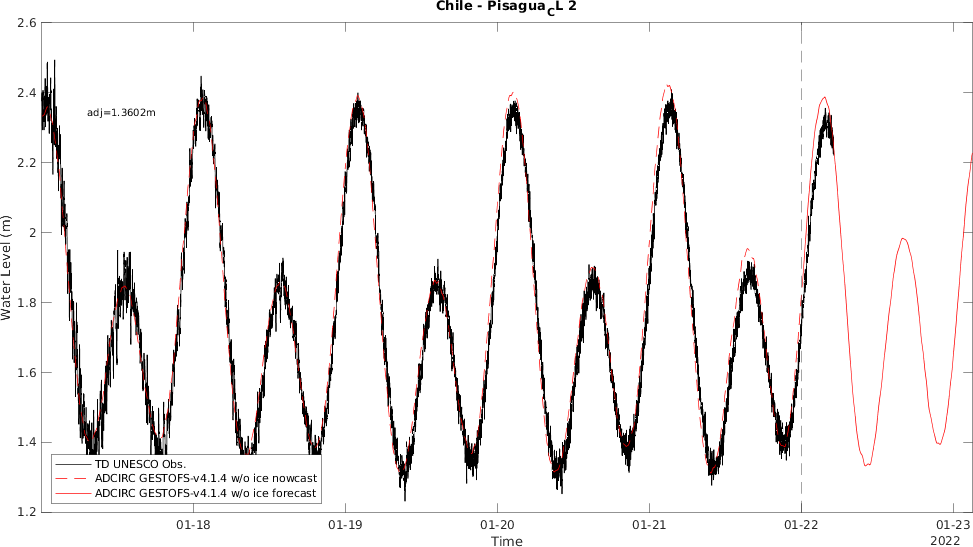 Chile - Pisagua_CL 2
2.6
2.4
2.2
2
1.8
1.6
1.4
1.2
Water Level (m)
adj=1.3602m
TD UNESCO Obs.
ADCIRC GESTOFS-v4.1.4 w/o ice nowcast
ADCIRC GESTOFS-v4.1.4 w/o ice forecast
01-18
01-19
01-20
01-21
01-22
01-23
Time
2022